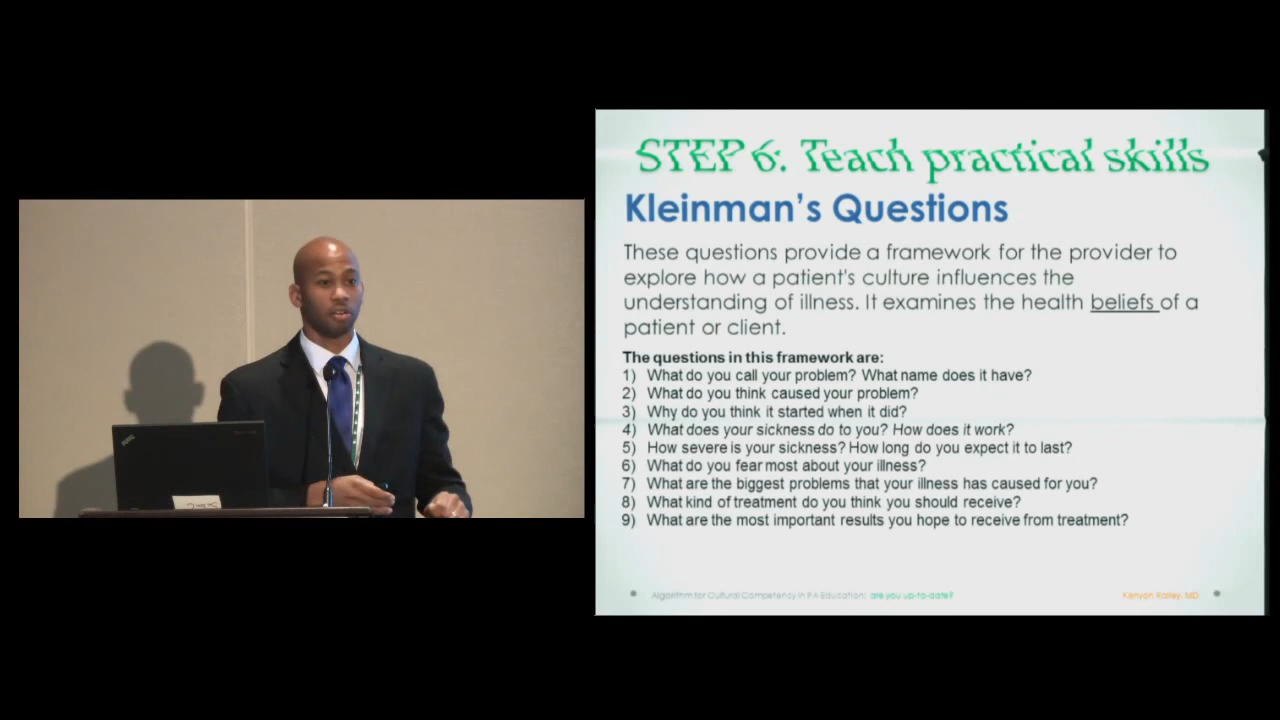 STEP 6: Teach practical skills
Kleinman's Questions
These questions provide a framework for the provider to
explore how a patient's culture influences the
understanding of illness. It examines the health beliefs of a
patient or client.
The questions in this framework are:
1) What do you call your problem? What name does it have?
2) What do you think caused your problem?
3) Why do you think it started when it did?
4) What does your sickness do to you? How does it work?
5) How severe is your sickness? How long do you expect it to last?
6) What do you fear most about your illness?
7) What are the biggest problems that your illness has caused for you?
8) What kind of treatment do you think you should receive?
9) What are the most important results you hope to receive from treatment?
Algorithm for Cultural Competency in PA Education: are you up-to-date?
Kenyon Railey, MD